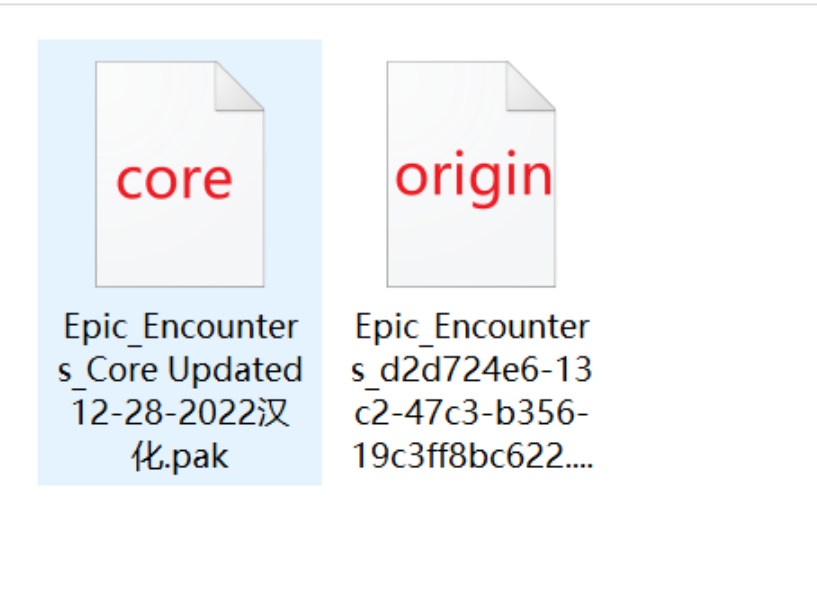 core
origin
Epic_Encounter
s_Core Updated
12-28-2022汉
化.pak
Epic_Encounter
s_d2d724e6-13
c2-47c3-b356-
19c3ff8bc622....